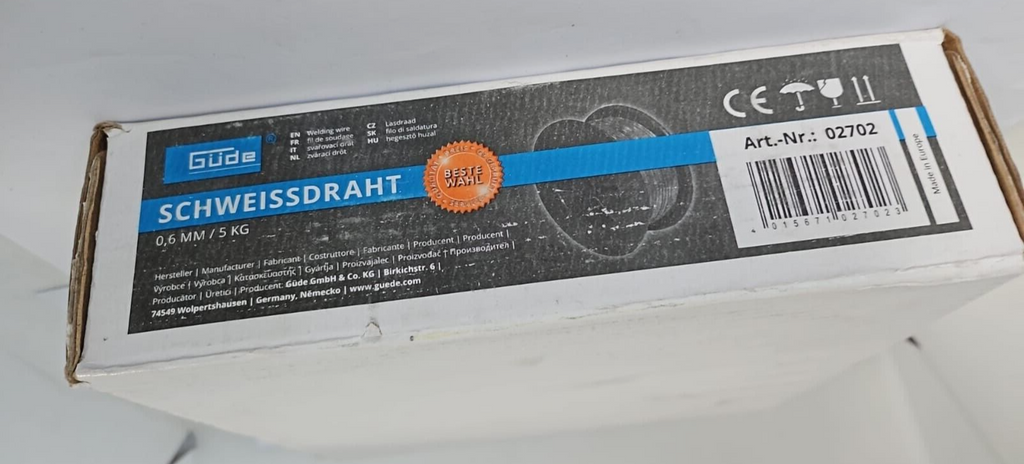 Güde
EN Welding wire
FR fil de soudage
IT svařovací drát
NL zvárací drôt
CZ Lasdraad
SK filo di saldatura
HU hegesztő huzal
SCHWEISSDRAHT
0,6 MM / 5 KG
BESTE WAHL
SERVICE
Hersteller | Manufacturer | Fabricant | Costruttore | Fabricante | Producent | Producent |
Výrobce | Výrobca | Κατασκευαστής | Gyártja | Proizvajalec | Proizvođač | Производител |
Producător | Üretici | Producent: Güde GmbH & Co. KG | Birkichstr. 6 |
74549 Wolpertshausen | Germany, Németko | www.guede.com
CE
Art.-Nr.: 02702
4 015671 027023
Made in Europe